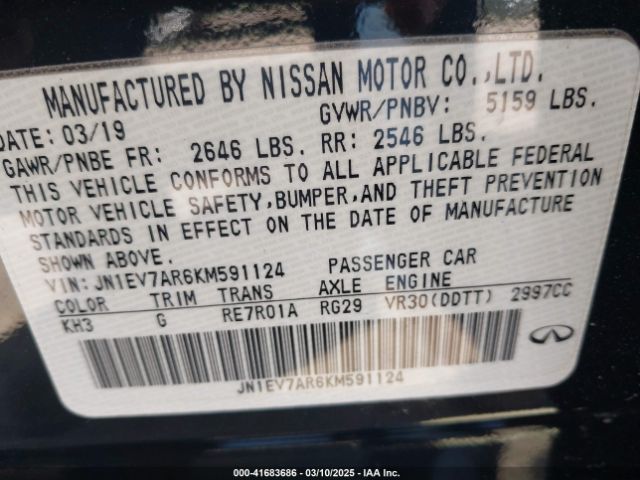 MANUFACTURED BY NISSAN MOTOR CO.,LTD.
DATE: 03/19 GVWR/PNBV: 5159 LBS.
GAWR/PNBE FR: 2646 LBS. RR: 2546 LBS.
THIS VEHICLE CONFORMS TO ALL APPLICABLE FEDERAL
MOTOR VEHICLE SAFETY,BUMPER,AND THEFT PREVENTION
STANDARDS IN EFFECT ON THE DATE OF MANUFACTURE
SHOWN ABOVE.
VIN: JN1EV7AR6KM591124 PASSENGER CAR
COLOR TRIM TRANS AXLE ENGINE
KH3 G RE7R01A RG29 VR30(DDTT) 2997CC
INFINITI
JN1EV7AR6KM591124
000-41683686 - 03/10/2025 - IAA Inc.